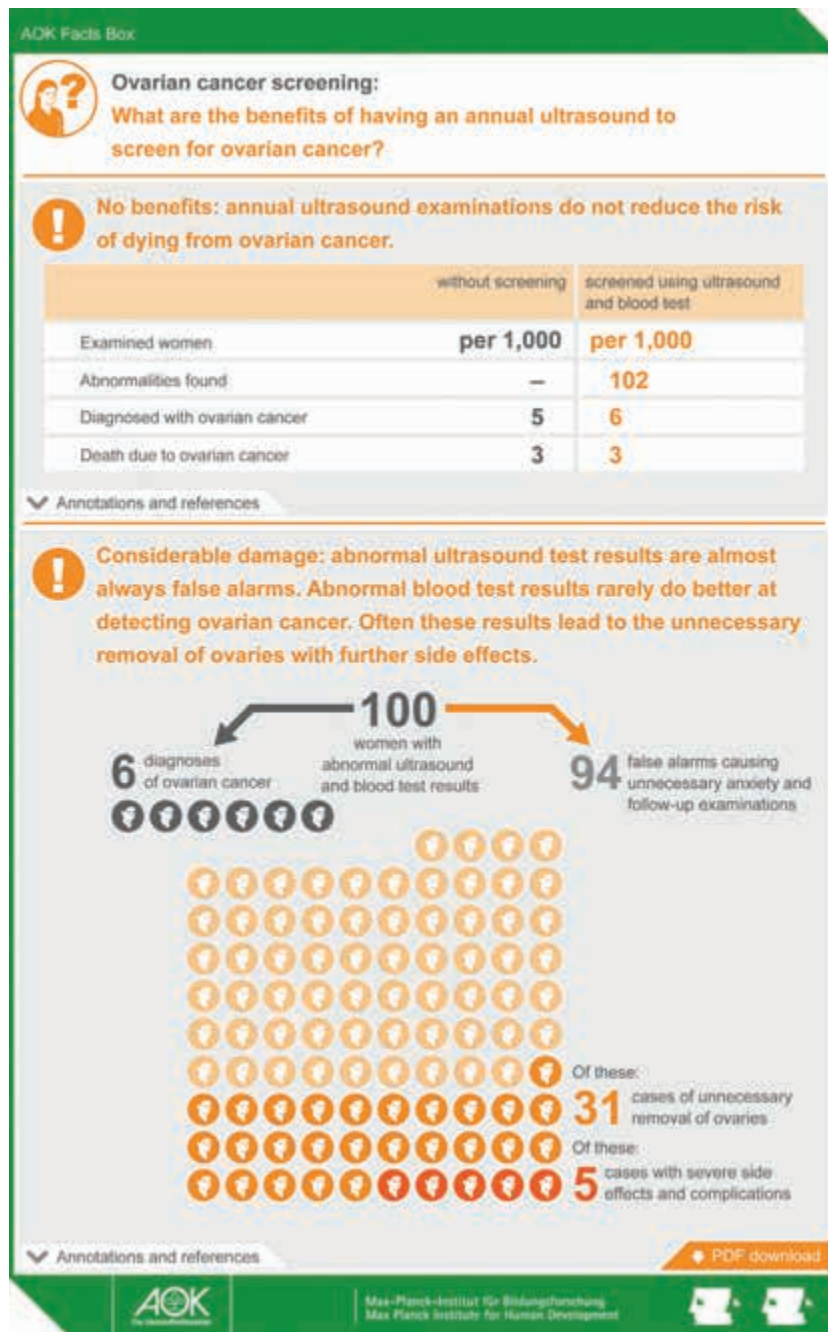 AOK Facts Box
Ovarian cancer screening:
What are the benefits of having an annual ultrasound to
screen for ovarian cancer?
No benefits: annual ultrasound examinations do not reduce the risk
of dying from ovarian cancer.
without screening screened using ultrasound
and blood test
Examined women per 1,000 per 1,000
Abnormalities found – 102
Diagnosed with ovarian cancer 5 6
Death due to ovarian cancer 3 3
Annotations and references
Considerable damage: abnormal ultrasound test results are almost
always false alarms. Abnormal blood test results rarely do better at
detecting ovarian cancer. Often these results lead to the unnecessary
removal of ovaries with further side effects.
100
women with
abnormal ultrasound
and blood test results
6 diagnoses
of ovarian cancer
94 false alarms causing
unnecessary anxiety and
follow-up examinations
Of these:
31 cases of unnecessary
removal of ovaries
Of these:
5 cases with severe side
effects and complications
Annotations and references
PDF download
AOK
Die Gesundheitskasse
Max-Planck-Institut für Bildungsforschung
Max Planck Institute for Human Development